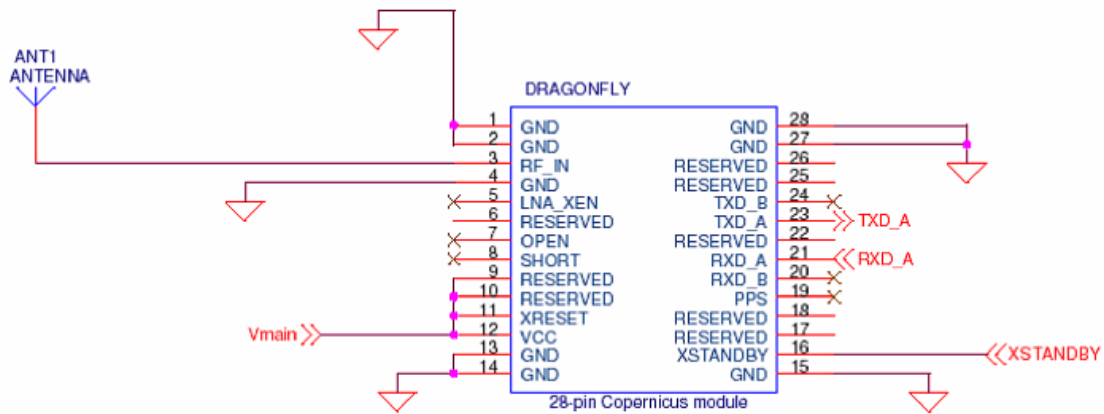 ANT1
ANTENNA
DRAGONFLY
1 GND
2 GND
3 RF_IN
4 GND
5 LNA_XEN
6 RESERVED
7 OPEN
8 SHORT
9 RESERVED
10 RESERVED
11 XRESET
12 VCC
13 GND
14 GND
Vmain
GND 28
GND 27
RESERVED 26
RESERVED 25
TXD_B 24
TXD_A 23 TXD_A
RESERVED 22
RXD_A 21 RXD_A
RXD_B 20
PPS 19
RESERVED 18
RESERVED 17
XSTANDBY 16 XSTANDBY
GND 15
28-pin Copernicus module